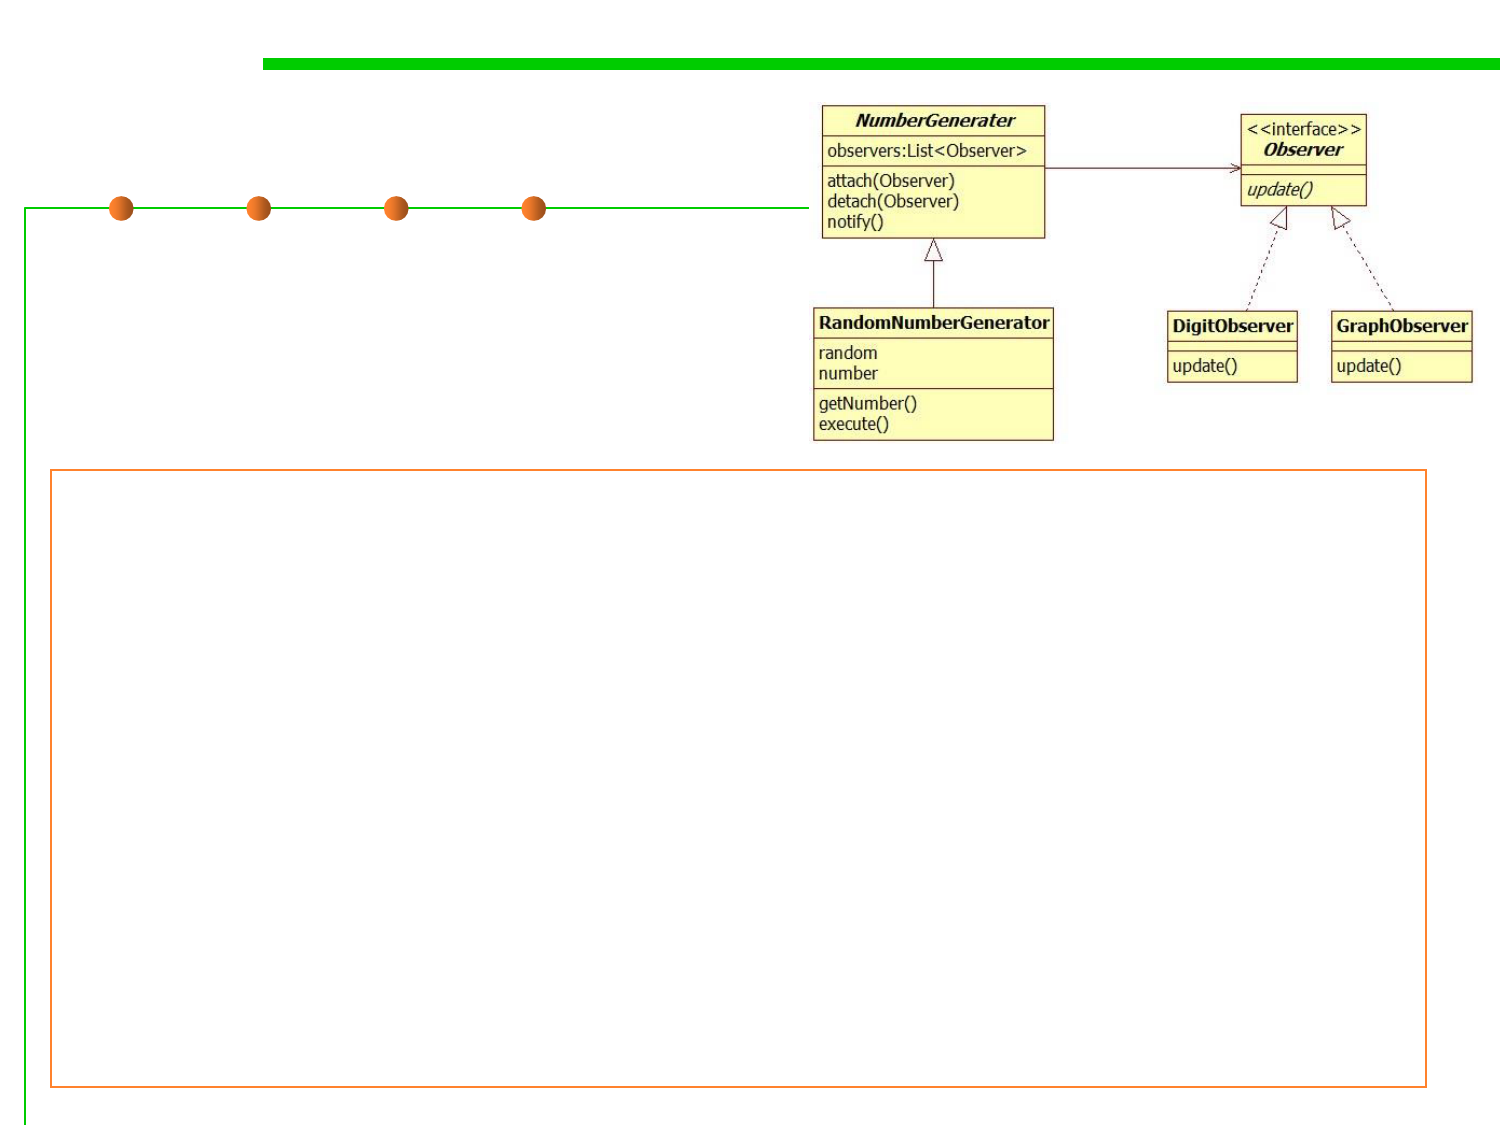 NumberGenerater
observers:List<Observer>
attach(Observer)
detach(Observer)
notify()
<<interface>>
Observer
update()
RandomNumberGenerator
random
number
getNumber()
execute()
DigitObserver
update()
GraphObserver
update()